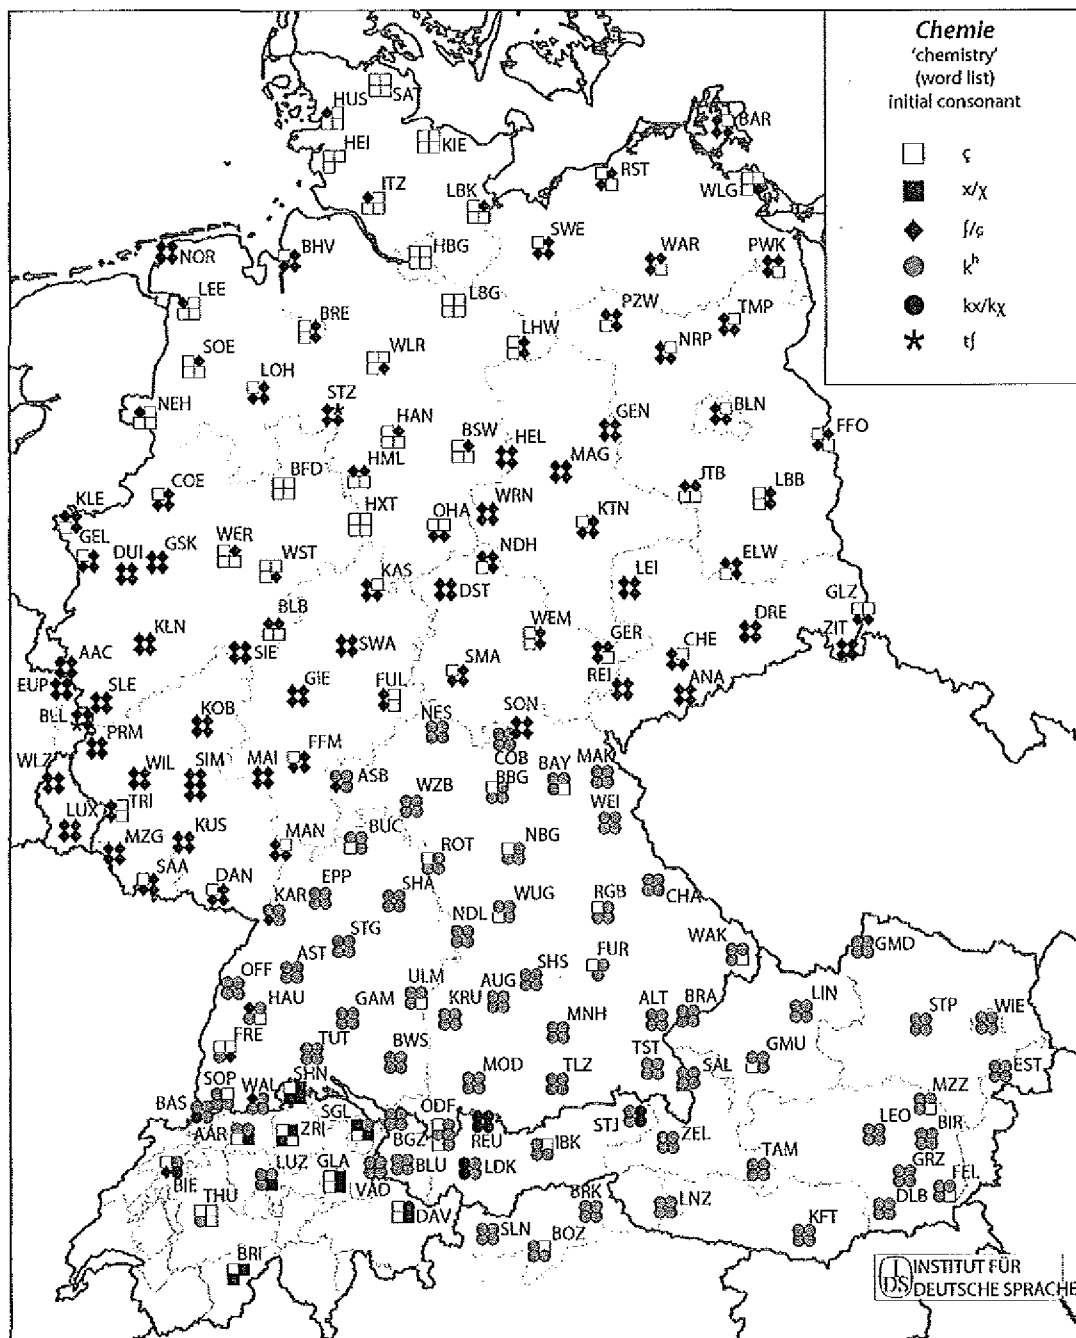 Chemie
'chemistry'
(word list)
initial consonant
ç
x/χ
ʃ/ɕ
kʰ
kx/kχ
tʃ
SAT
HUS
BAR
HEI
KIE
RST
WLG
ITZ
LBK
SWE
NOR
BHV
HBG
WAR
PWK
LEE
LBG
BRE
PZW
TMP
LHW
NRP
SOE
WLR
LOH
NEH
STZ
GEN
BLN
HAN
BSW
HEL
FFO
MAG
HML
BFD
JTB
LBB
COE
KLE
WRN
HXT
OHA
KTN
GEL
DUI
GSK
WER
WST
NDH
ELW
KAS
DST
LEI
GLZ
BLB
WEM
DRE
KLN
GER
CHE
ZIT
AAC
SIE
SWA
SMA
REI
ANA
EUP
SLE
GIE
FUL
BLL
KOB
NES
SON
PRM
COB
WLZ
WIL
SIM
MAI
FFM
ASB
BBG
BAY
MAK
WZB
WEI
TRI
LUX
KUS
MAN
BUC
ROT
NBG
MZG
SAA
DAN
EPP
SHA
WUG
RGB
CHA
KAR
NDL
STG
WAK
GMD
AST
FUR
OFF
ULM
AUG
SHS
LIN
HAU
GAM
KRU
ALT
BRA
STP
WIE
MNH
FRE
TUT
BWS
TST
GMU
EST
SHN
MOD
TLZ
SAL
SOP
WAL
MZZ
BAS
SGL
ODF
STJ
LEO
BIR
AAR
ZRI
BGZ
REU
IBK
ZEL
LUZ
GLA
BLU
LDK
TAM
GRZ
FEL
BIE
VAD
THU
DAV
BRK
LNZ
DLB
SLN
BOZ
KFT
BRI
IDS
INSTITUT FÜR
DEUTSCHE SPRACHE